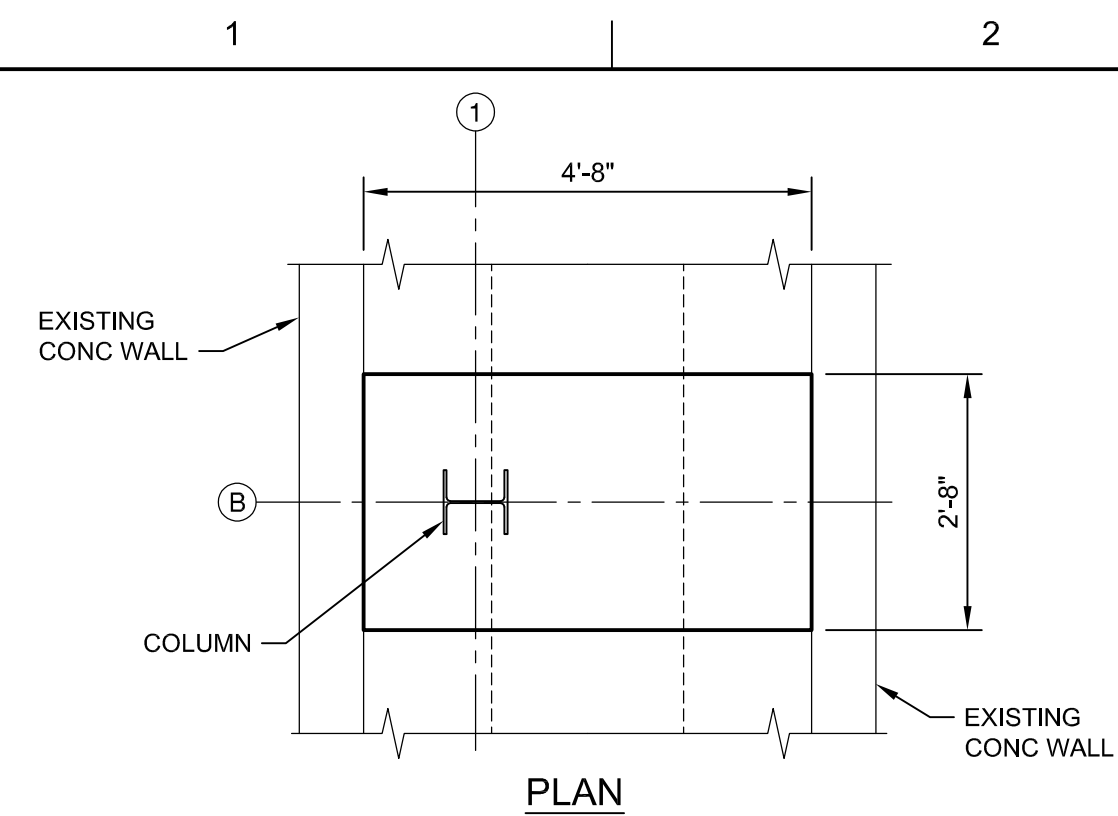 1
2
1
4'-8"
EXISTING
CONC WALL
B
2'-8"
COLUMN
EXISTING
CONC WALL
PLAN